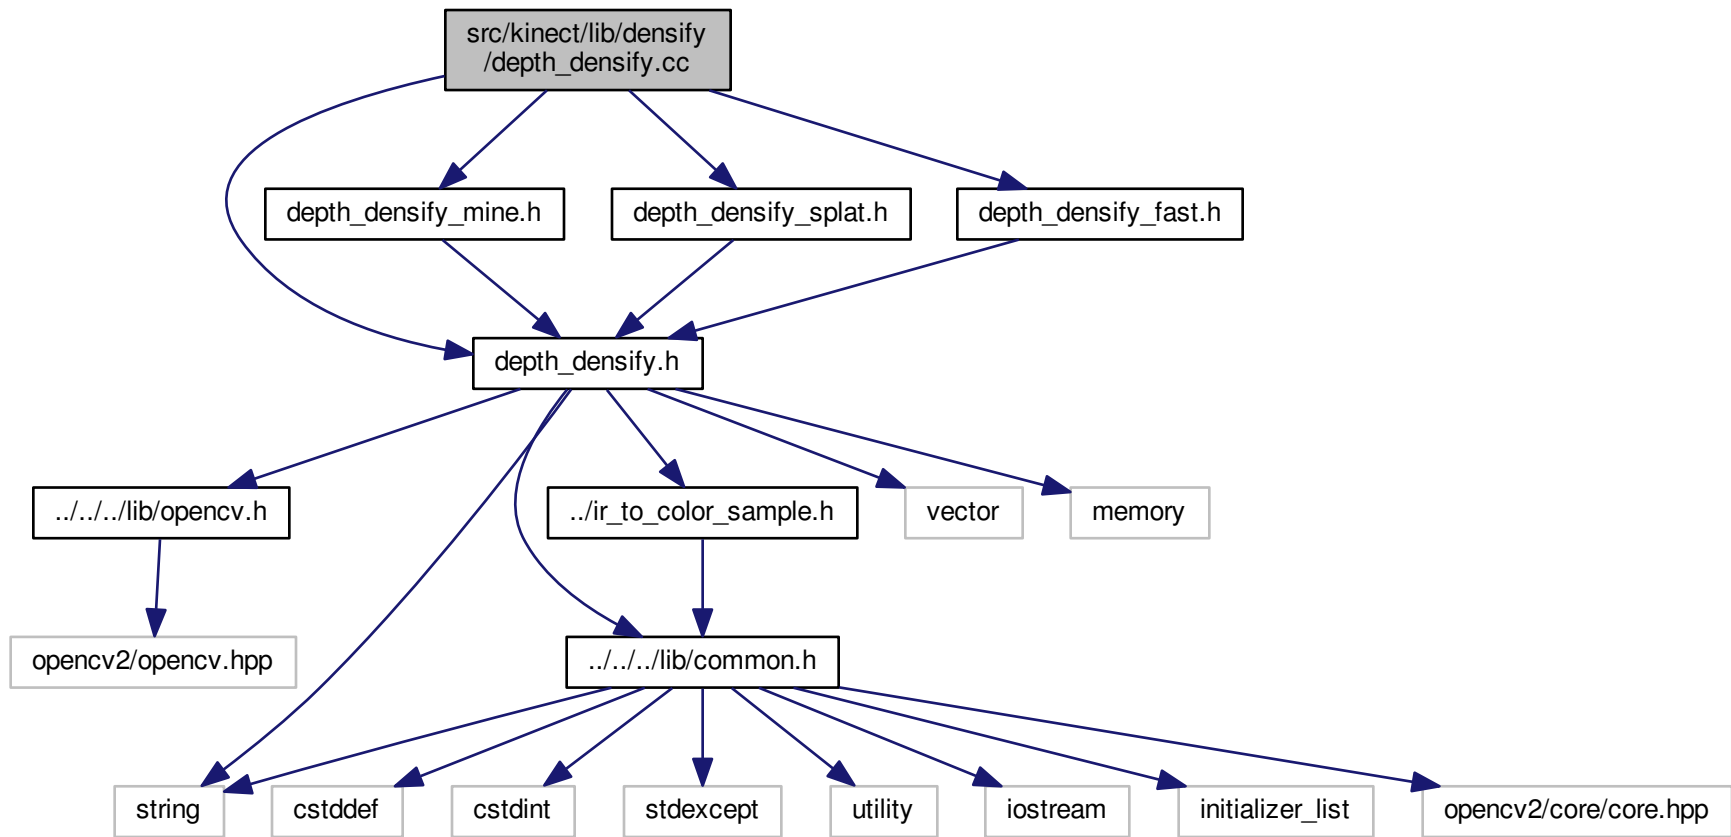 src/kinect/lib/densify
/depth_densify.cc
depth_densify_mine.h
depth_densify_splat.h
depth_densify_fast.h
depth_densify.h
../../../lib/opencv.h
../ir_to_color_sample.h
vector
memory
opencv2/opencv.hpp
../../../lib/common.h
string
cstddef
cstdint
stdexcept
utility
iostream
initializer_list
opencv2/core/core.hpp